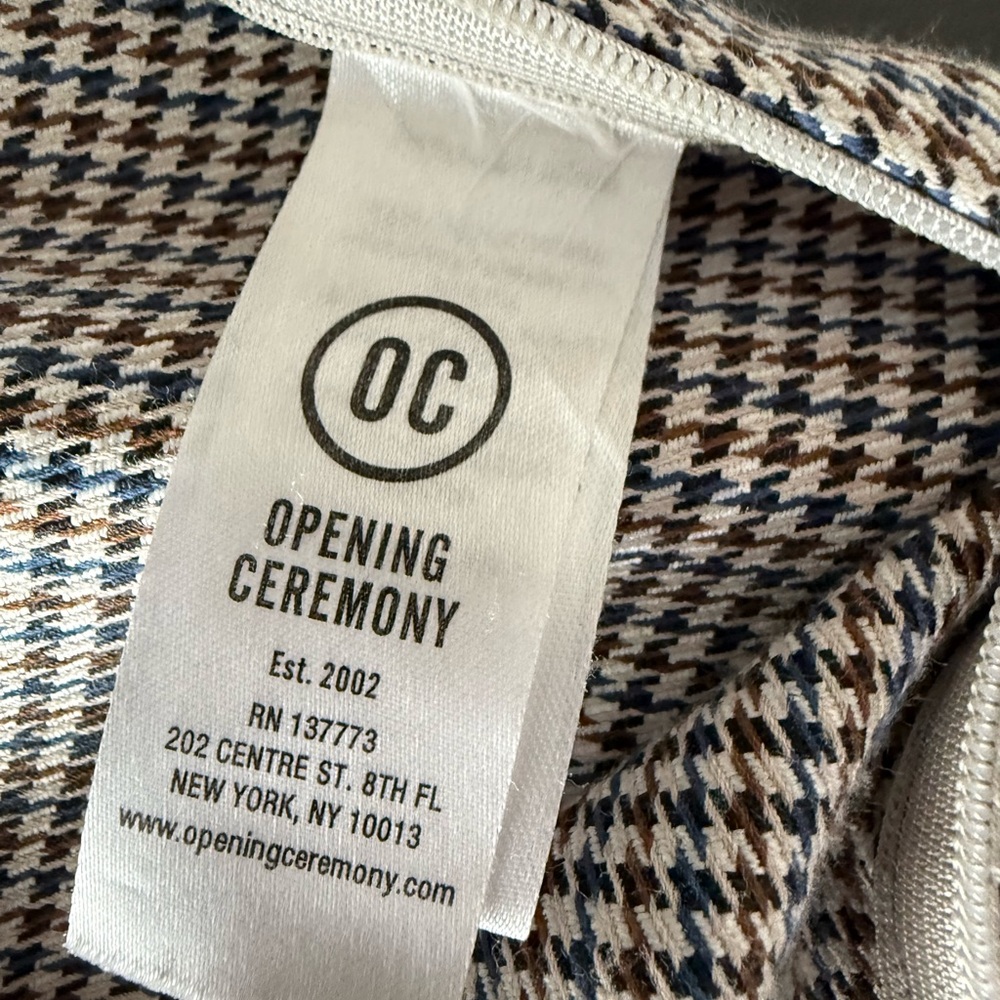 OC
OPENING
CEREMONY
Est. 2002
RN 137773
202 CENTRE ST. 8TH FL
NEW YORK, NY 10013
www.openingceremony.com